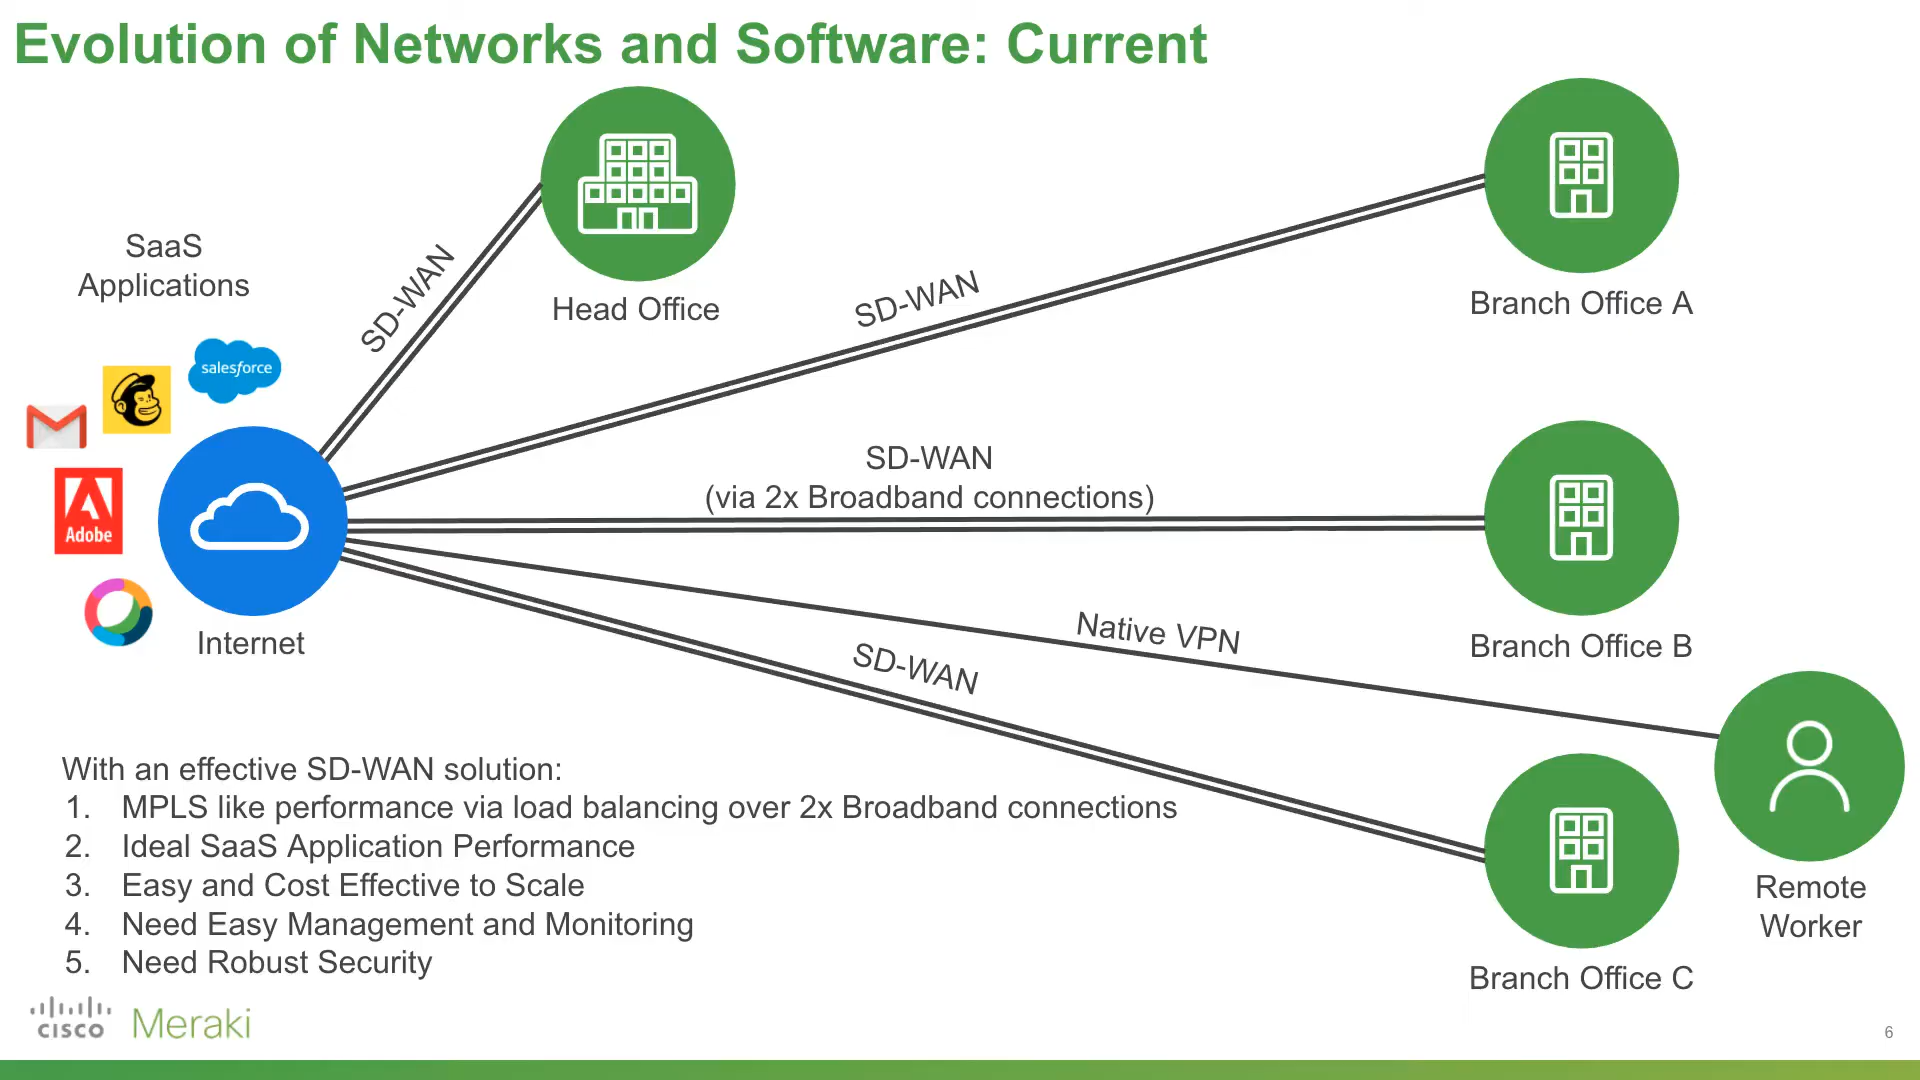 Evolution of Networks and Software: Current
SaaS
Applications
salesforce
Adobe
Internet
SD-WAN
Head Office
SD-WAN
Branch Office A
SD-WAN
(via 2x Broadband connections)
Branch Office B
Native VPN
SD-WAN
Remote
Worker
Branch Office C
With an effective SD-WAN solution:
1. MPLS like performance via load balancing over 2x Broadband connections
2. Ideal SaaS Application Performance
3. Easy and Cost Effective to Scale
4. Need Easy Management and Monitoring
5. Need Robust Security
CISCO Meraki
6